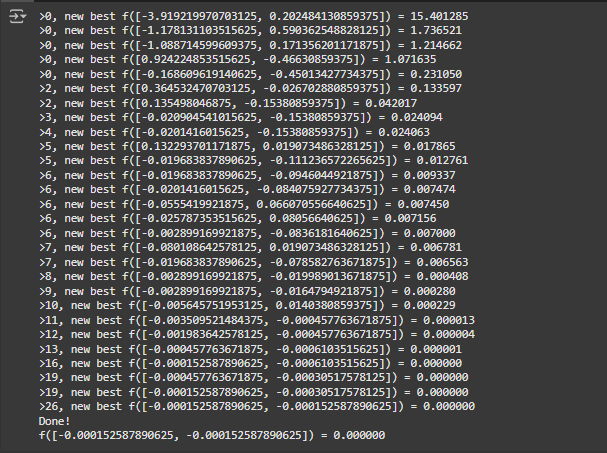 >0, new best f([-3.919219970703125, 0.202484130859375]) = 15.401285
>0, new best f([-1.178131103515625, 0.590362548828125]) = 1.736521
>0, new best f([-1.088714599609375, 0.171356201171875]) = 1.214662
>0, new best f([0.924224853515625, -0.46630859375]) = 1.071635
>0, new best f([-0.168609619140625, -0.45013427734375]) = 0.231050
>2, new best f([0.364532470703125, -0.026702880859375]) = 0.133597
>2, new best f([0.135498046875, -0.15380859375]) = 0.042017
>3, new best f([-0.020904541015625, -0.15380859375]) = 0.024094
>4, new best f([-0.0201416015625, -0.15380859375]) = 0.024063
>5, new best f([0.132293701171875, 0.019073486328125]) = 0.017865
>5, new best f([-0.019683837890625, -0.111236572265625]) = 0.012761
>6, new best f([-0.019683837890625, -0.0946044921875]) = 0.009337
>6, new best f([-0.0201416015625, -0.084075927734375]) = 0.007474
>6, new best f([-0.0555419921875, 0.066070556640625]) = 0.007450
>6, new best f([-0.025787353515625, 0.08056640625]) = 0.007156
>6, new best f([-0.002899169921875, -0.0836181640625]) = 0.007000
>7, new best f([-0.080108642578125, 0.019073486328125]) = 0.006781
>7, new best f([-0.019683837890625, -0.078582763671875]) = 0.006563
>8, new best f([-0.002899169921875, -0.019989013671875]) = 0.000408
>9, new best f([-0.002899169921875, -0.0164794921875]) = 0.000280
>10, new best f([-0.005645751953125, 0.0140380859375]) = 0.000229
>11, new best f([-0.003509521484375, -0.000457763671875]) = 0.000013
>12, new best f([-0.001983642578125, -0.000457763671875]) = 0.000004
>13, new best f([-0.000457763671875, -0.0006103515625]) = 0.000001
>16, new best f([-0.000152587890625, -0.0006103515625]) = 0.000000
>19, new best f([-0.000457763671875, -0.00030517578125]) = 0.000000
>19, new best f([-0.000152587890625, -0.00030517578125]) = 0.000000
>26, new best f([-0.000152587890625, -0.000152587890625]) = 0.000000
Done!
f([-0.000152587890625, -0.000152587890625]) = 0.000000